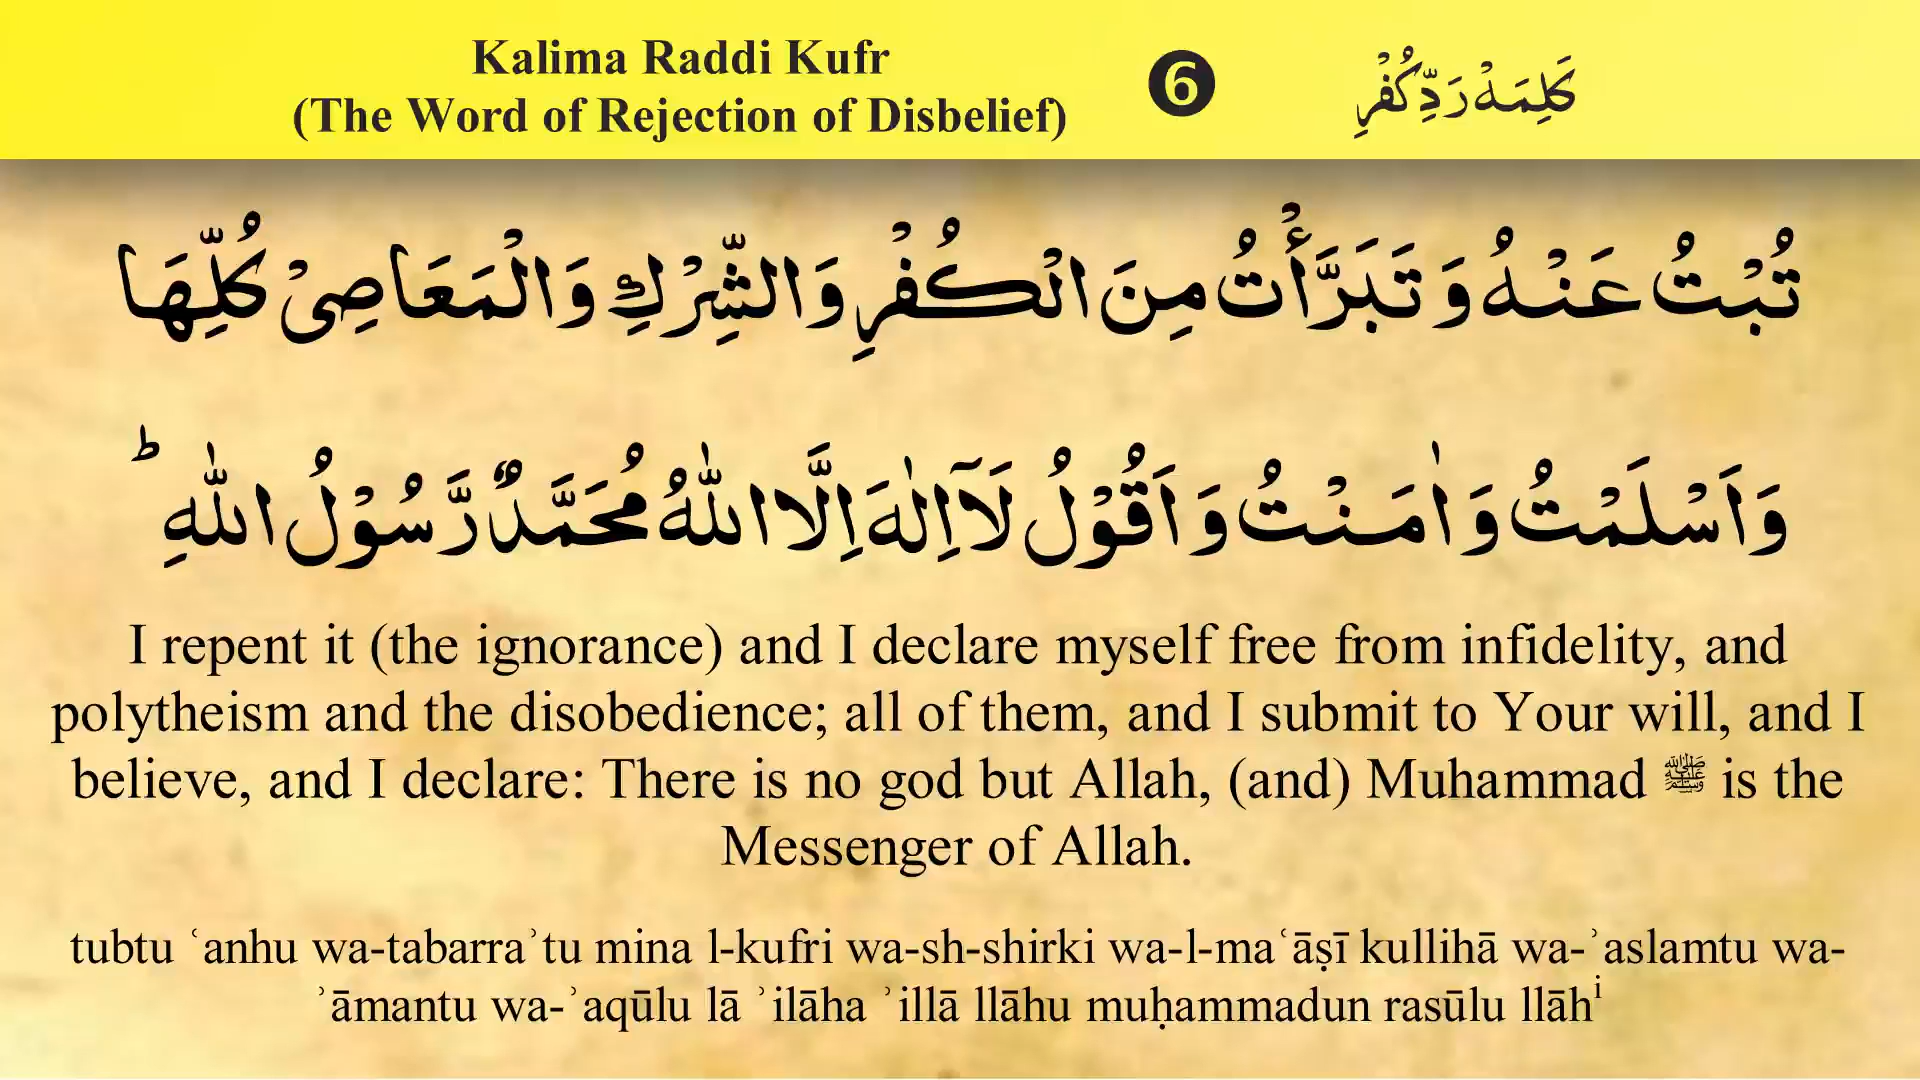 Kalima Raddi Kufr
(The Word of Rejection of Disbelief)
❻
كَلِمَهْ رَدِّ كُفْرِ
تُبْتُ عَنْهُ وَ تَبَرَّأْتُ مِنَ الْكُفْرِ وَالشِّرْكِ وَالْمَعَاصِىْ كُلِّهَا
وَاَسْلَمْتُ وَاٰمَنْتُ وَاَقُوْلُ لَآاِلٰهَ اِلَّا اللّٰهُ مُحَمَّدٌ رَّسُوْلُ اللّٰهِ ؕ
I repent it (the ignorance) and I declare myself free from infidelity, and
polytheism and the disobedience; all of them, and I submit to Your will, and I
believe, and I declare: There is no god but Allah, (and) Muhammad ﷺ is the
Messenger of Allah.
tubtu ʿanhu wa-tabarraʾtu mina l-kufri wa-sh-shirki wa-l-maʿāṣī kullihā wa-ʾaslamtu wa-
ʾāmantu wa-ʾaqūlu lā ʾilāha ʾillā llāhu muḥammadun rasūlu llāhⁱ